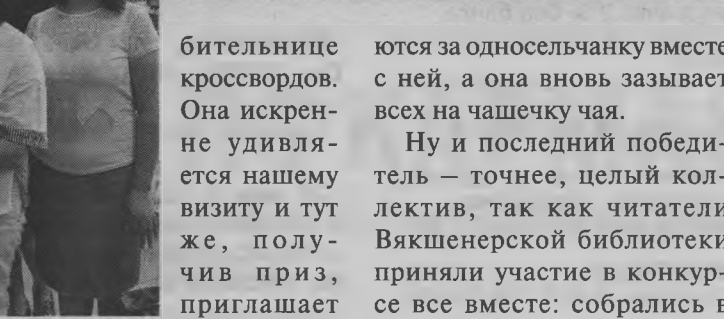 бительнице
кроссвордов.
Она искрен-
не удивля-
ется нашему
визиту и тут
же, полу-
чив приз,
приглашает
ются за односельчанку вместе
с ней, а она вновь зазывает
всех на чашечку чая.
Ну и последний победи-
тель — точнее, целый кол-
лектив, так как читатели
Вякшенерской библиотеки
приняли участие в конкур-
се все вместе: собрались в